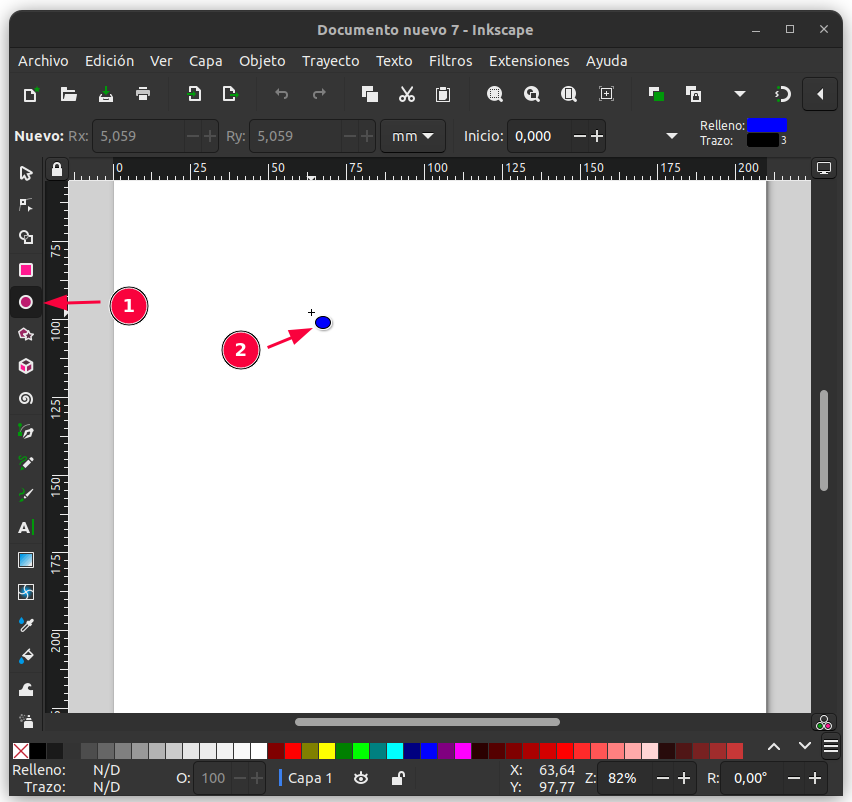 Documento nuevo 7 - Inkscape
Archivo Edición Ver Capa Objeto Trayecto Texto Filtros Extensiones Ayuda
Nuevo: Rx: 5,059 Ry: 5,059 mm Inicio: 0,000 Relleno:
Trazo: 3
0 25 50 75 100 125 150 175 200
75
100
125
150
175
200
1
2
A
Relleno: N/D O: 100 Capa 1 X: 63,64 Z: 82% R: 0,00°
Trazo: N/D Y: 97,77